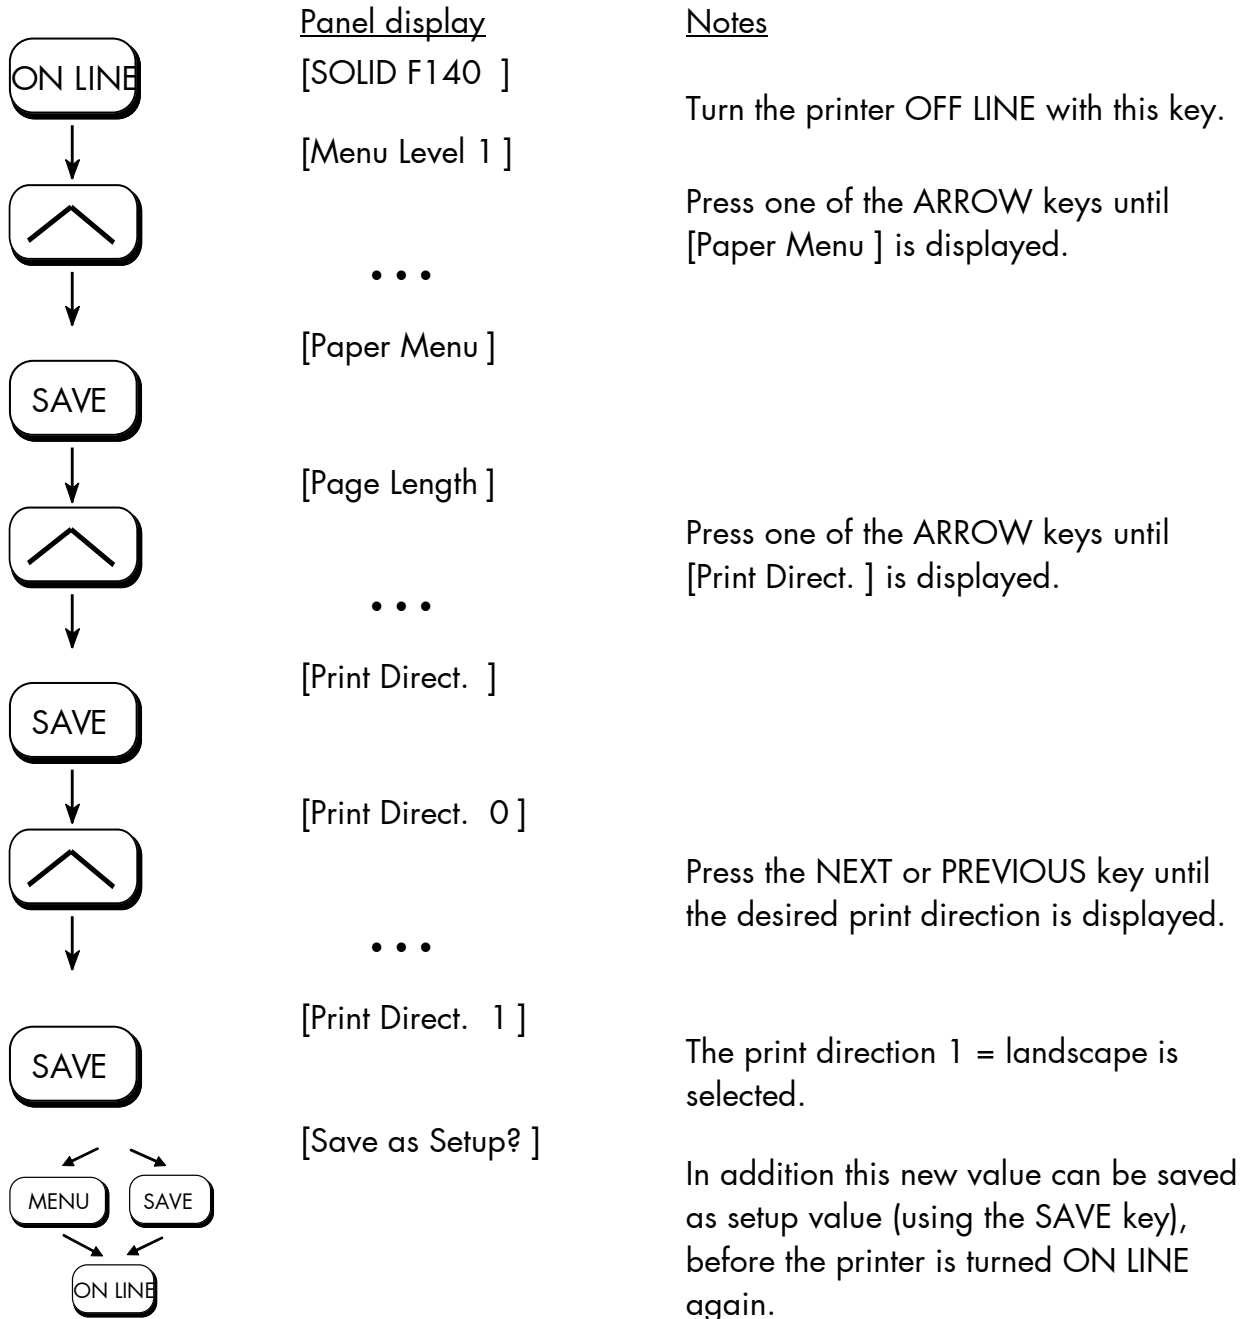 Panel display
Notes
ON LINE
[SOLID F140 ]
Turn the printer OFF LINE with this key.
[Menu Level 1 ]
Press one of the ARROW keys until
[Paper Menu ] is displayed.
• • •
[Paper Menu ]
SAVE
[Page Length ]
Press one of the ARROW keys until
[Print Direct. ] is displayed.
• • •
[Print Direct. ]
SAVE
[Print Direct. 0 ]
Press the NEXT or PREVIOUS key until
the desired print direction is displayed.
• • •
[Print Direct. 1 ]
SAVE
The print direction 1 = landscape is
selected.
[Save as Setup? ]
MENU
SAVE
In addition this new value can be saved
as setup value (using the SAVE key),
before the printer is turned ON LINE
again.
ON LINE